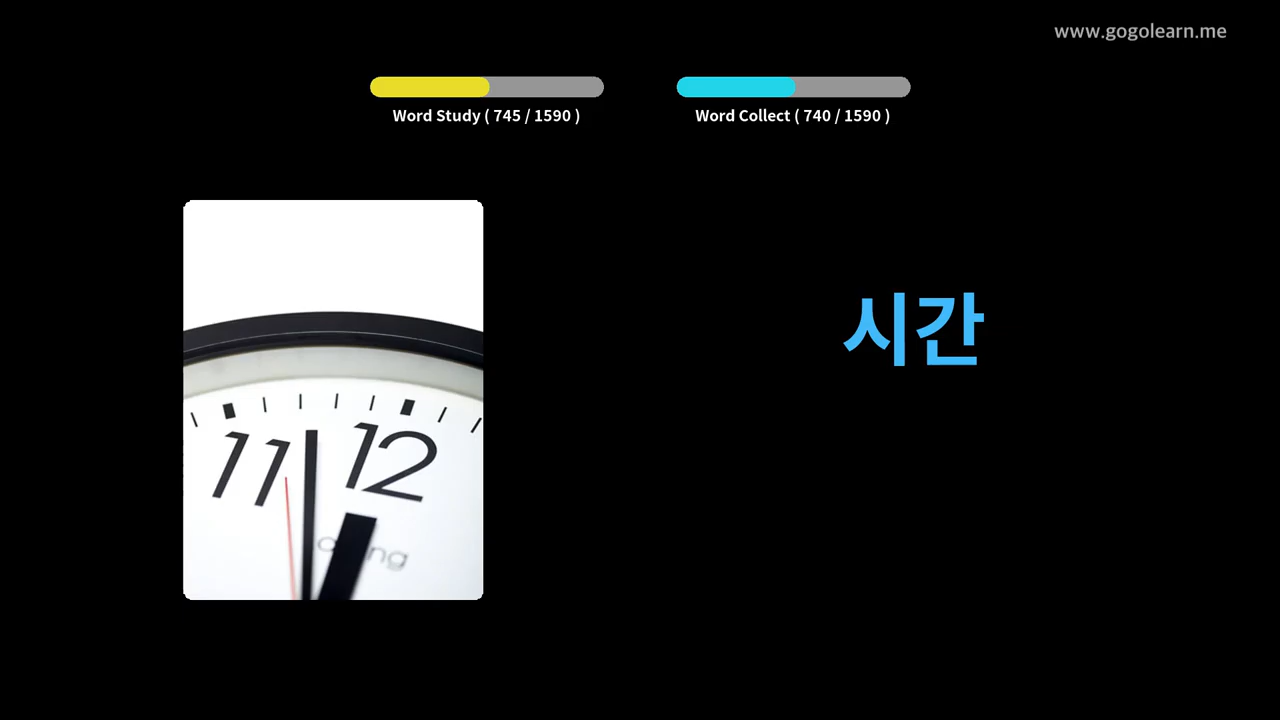 www.gogolearn.me
Word Study ( 745 / 1590 )
Word Collect ( 740 / 1590 )
시간
11
12